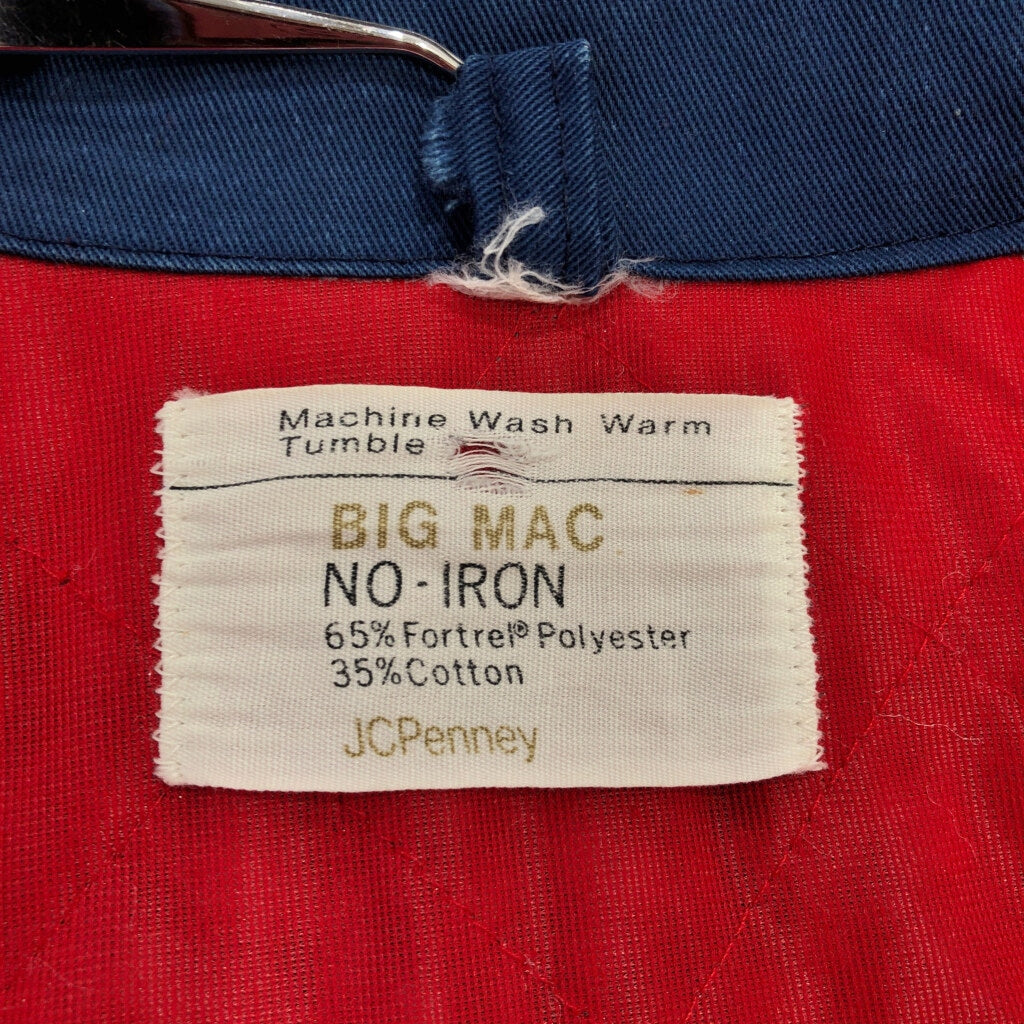 Machine Wash Warm
Tumble
BIG MAC
NO-IRON
65% Fortrel® Polyester
35% Cotton
JCPenney